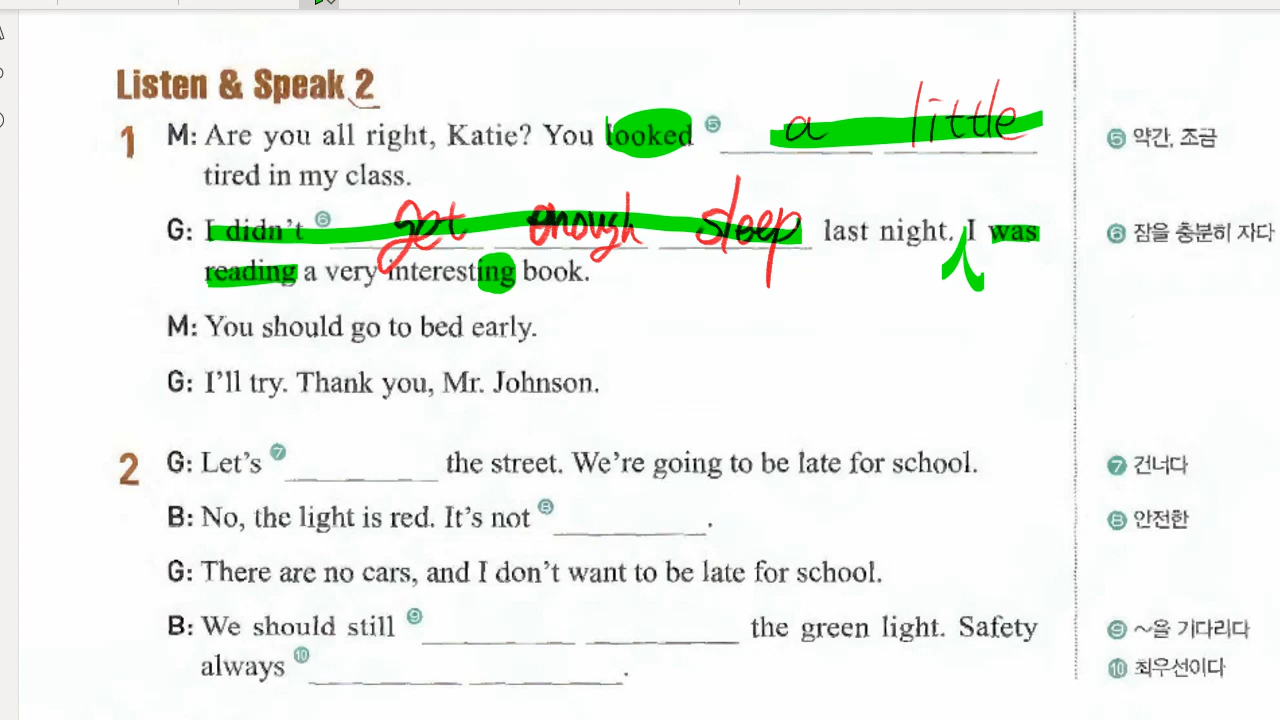 Listen & Speak 2
1 M: Are you all right, Katie? You looked ⑤ a little ⑤ 약간, 조금
tired in my class.
G: I didn't ⑥ get enough sleep last night. I was ⑥ 잠을 충분히 자다
reading a very interesting book.
M: You should go to bed early.
G: I'll try. Thank you, Mr. Johnson.
2 G: Let's ⑦ ______ the street. We're going to be late for school. ⑦ 건너다
B: No, the light is red. It's not ⑧ ______. ⑧ 안전한
G: There are no cars, and I don't want to be late for school.
B: We should still ⑨ ______ ______ the green light. Safety ⑨ ~을 기다리다
always ⑩ ______ ______. ⑩ 최우선이다